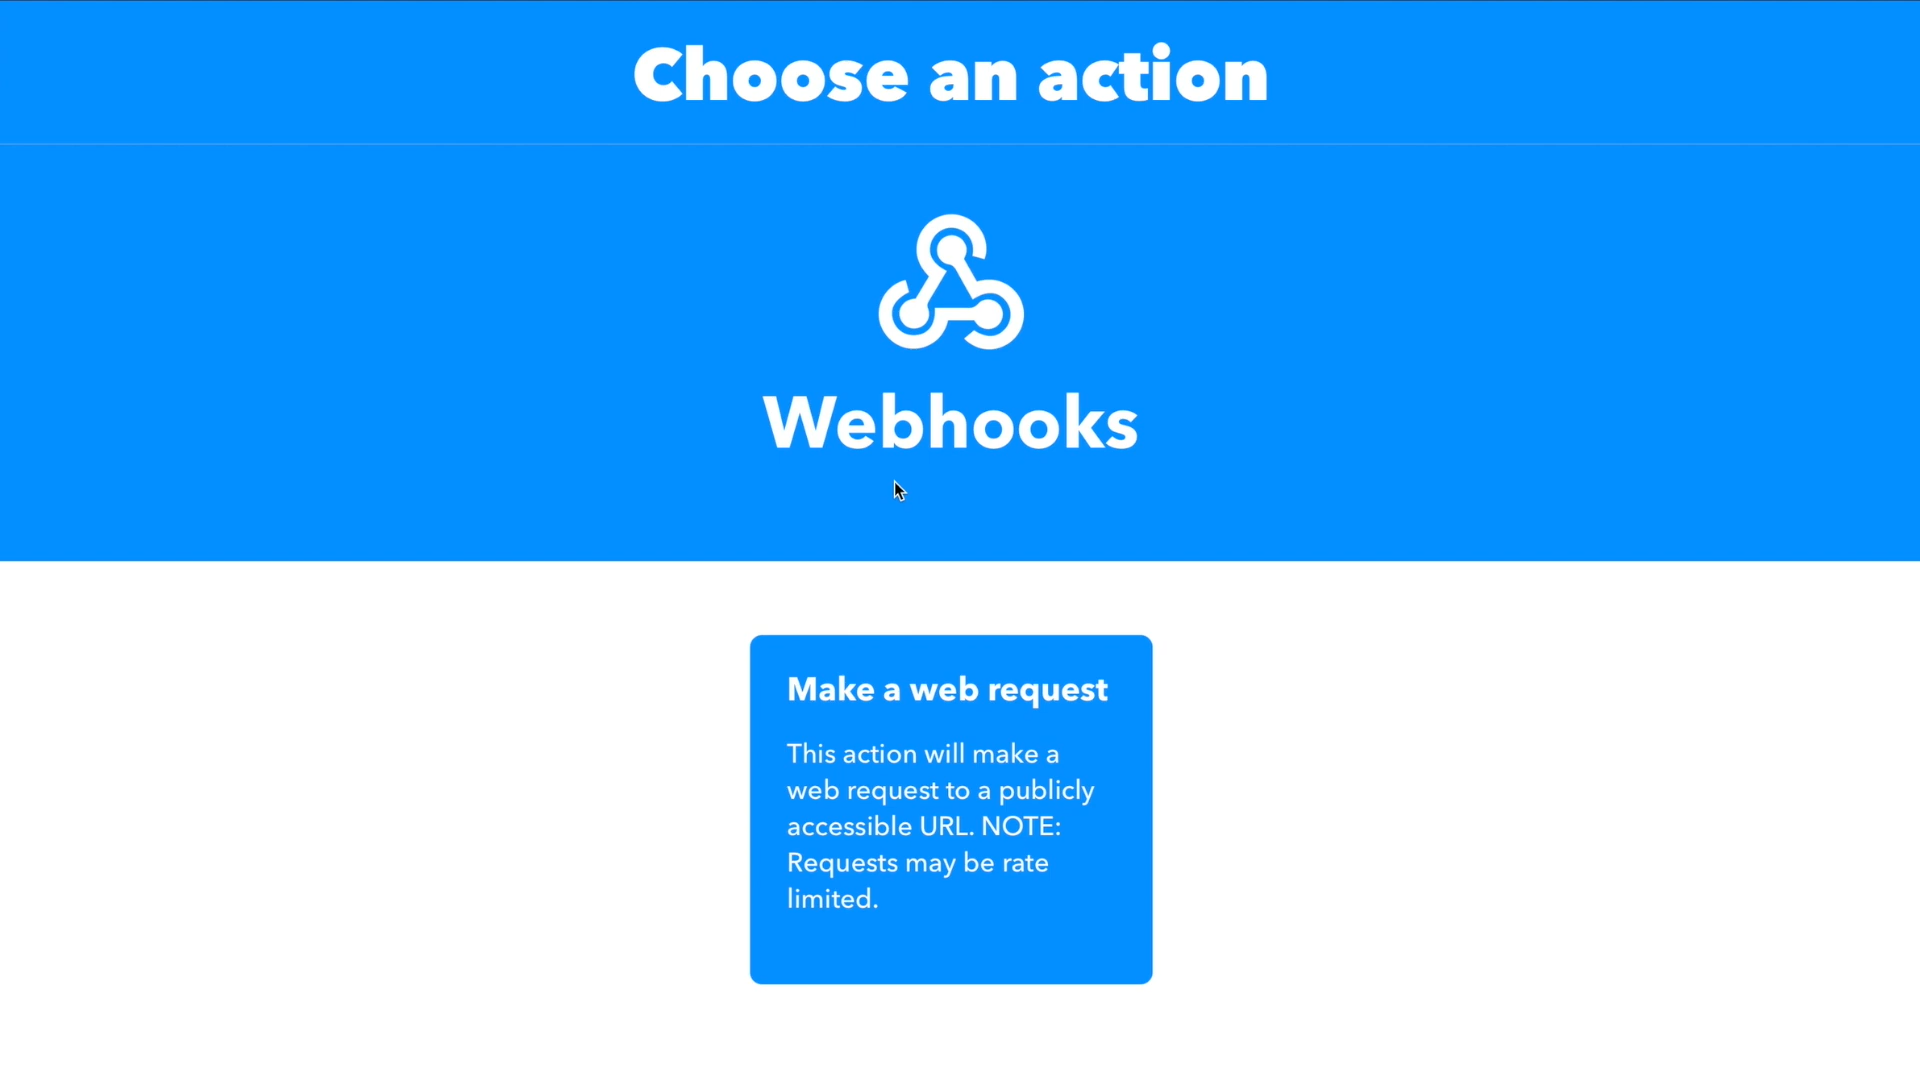 Choose an action
Webhooks
Make a web request
This action will make a
web request to a publicly
accessible URL. NOTE:
Requests may be rate
limited.